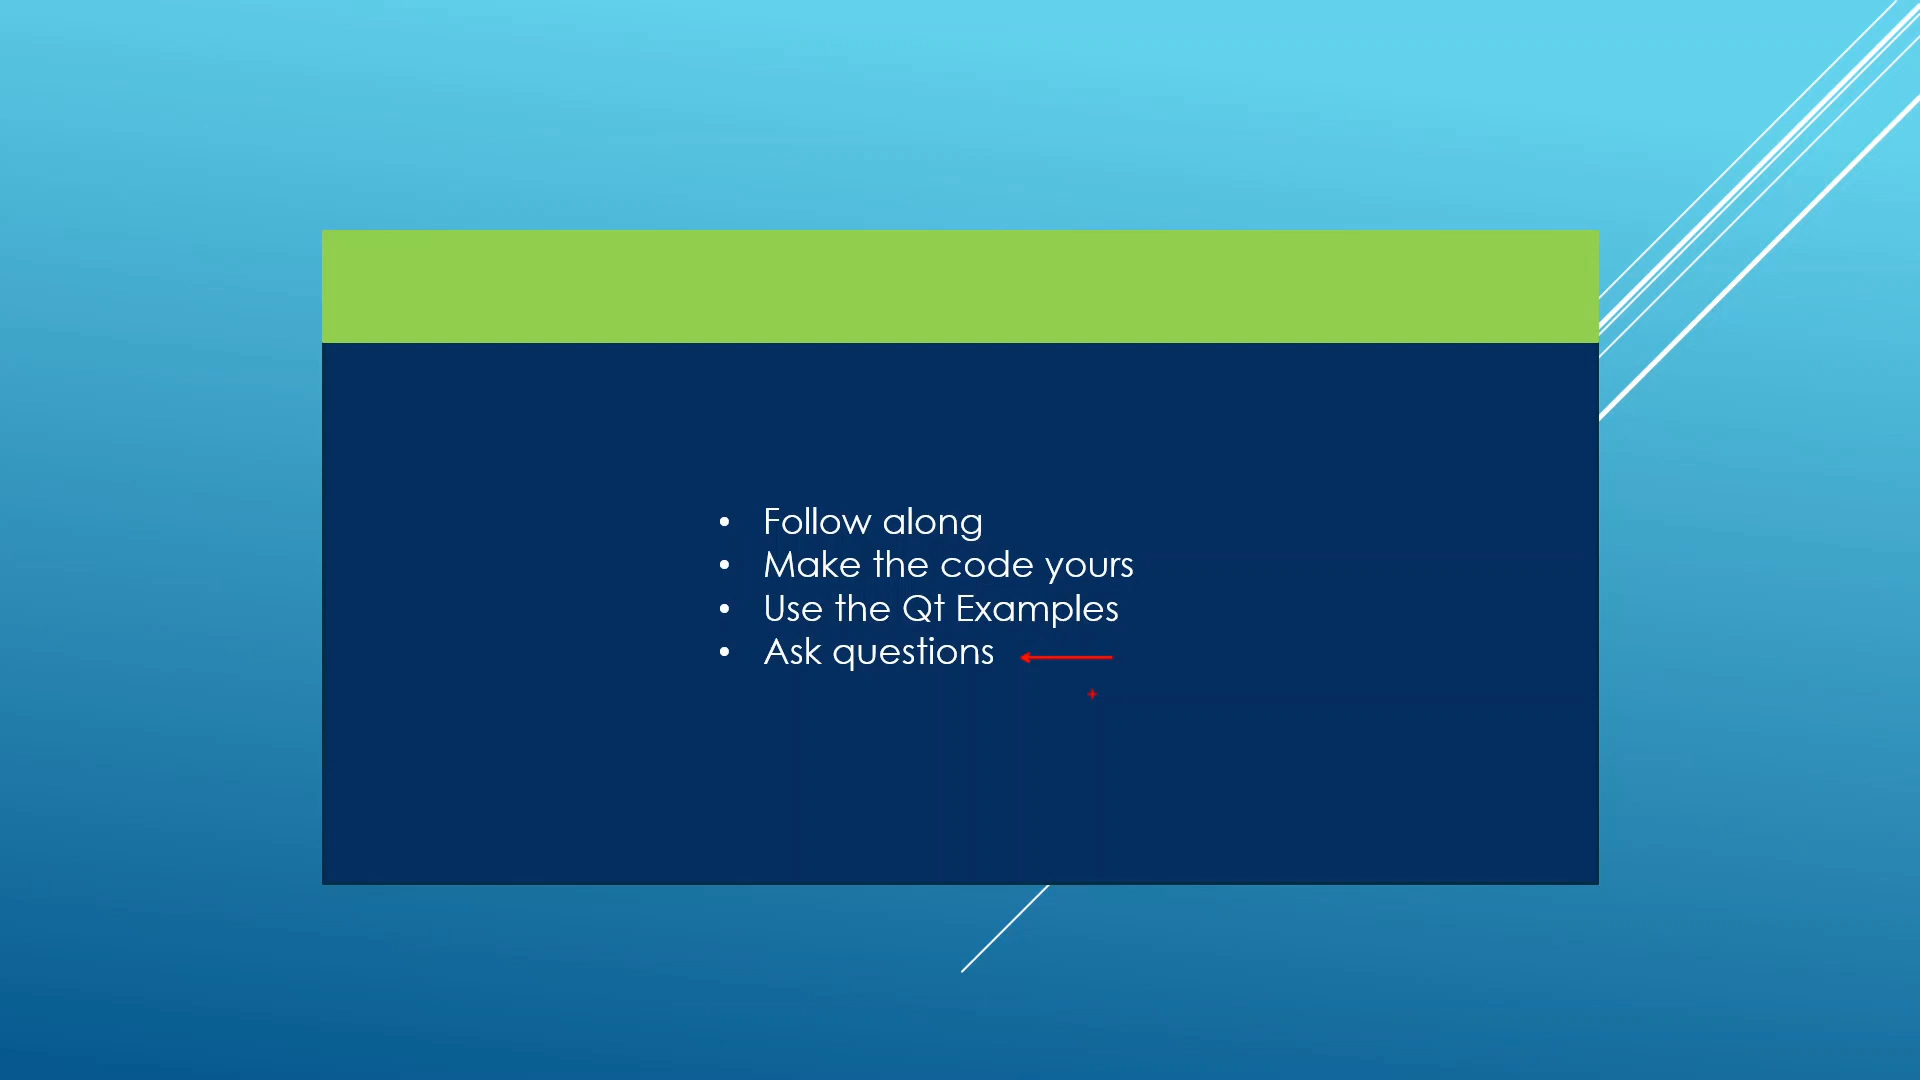 • Follow along
• Make the code yours
• Use the Qt Examples
• Ask questions